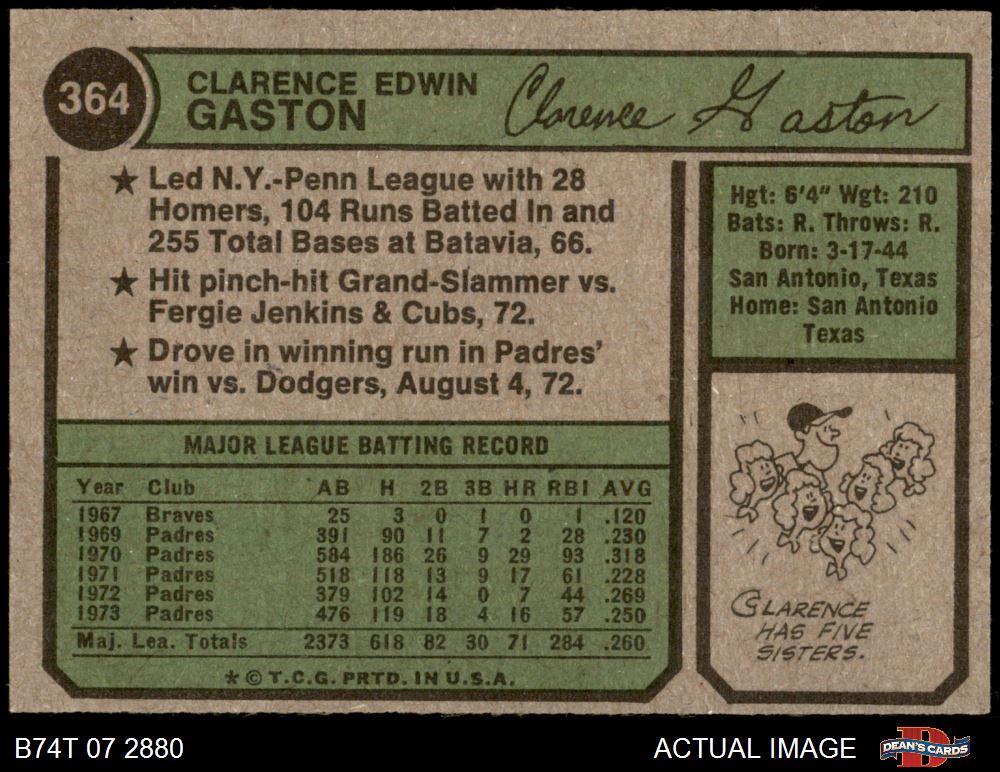 364
CLARENCE EDWIN
GASTON
Clarence Gaston
★ Led N.Y.-Penn League with 28
Homers, 104 Runs Batted In and
255 Total Bases at Batavia, 66.
★ Hit pinch-hit Grand-Slammer vs.
Fergie Jenkins & Cubs, 72.
★ Drove in winning run in Padres'
win vs. Dodgers, August 4, 72.
Hgt: 6'4" Wgt: 210
Bats: R. Throws: R.
Born: 3-17-44
San Antonio, Texas
Home: San Antonio
Texas
MAJOR LEAGUE BATTING RECORD
Year Club AB H 2B 3B HR RBI AVG
1967 Braves 25 3 0 1 0 1 .120
1969 Padres 391 90 11 7 2 28 .230
1970 Padres 584 186 26 9 29 93 .318
1971 Padres 518 118 13 9 17 61 .228
1972 Padres 379 102 14 0 7 44 .269
1973 Padres 476 119 18 4 16 57 .250
Maj. Lea. Totals 2373 618 82 30 71 284 .260
★ © T.C.G. PRTD. IN U.S.A.
CLARENCE
HAS FIVE
SISTERS.
B74T 07 2880
ACTUAL IMAGE
D
DEAN'S CARDS